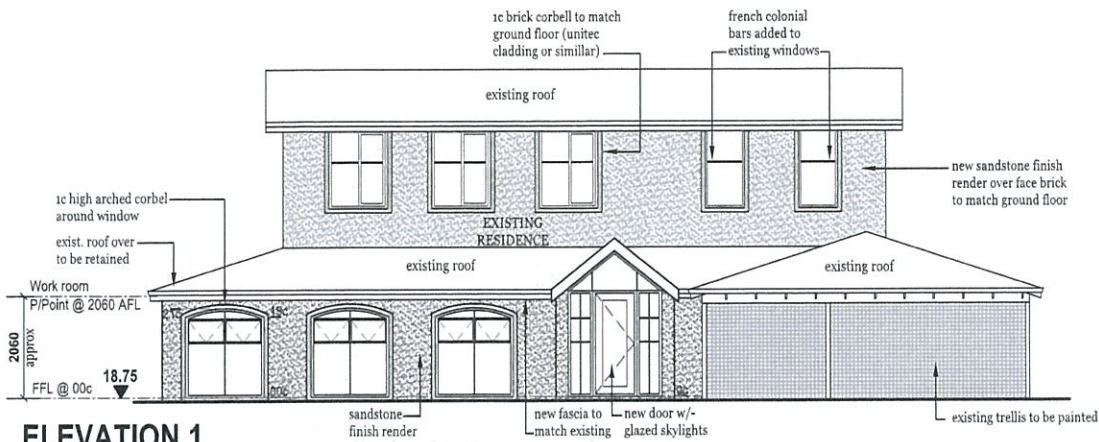 1c brick corbell to match
ground floor (unitec
cladding or simillar)
french colonial
bars added to
existing windows
existing roof
new sandstone finish
render over face brick
to match ground floor
1c high arched corbel
around window
exist. roof over
to be retained
EXISTING
RESIDENCE
existing roof
existing roof
Work room
P/Point @ 2060 AFL
2060
approx
18.75
FFL @ 00c
sandstone
finish render
new fascia to
match existing
new door w/-
glazed skylights
existing trellis to be painted
ELEVATION 1